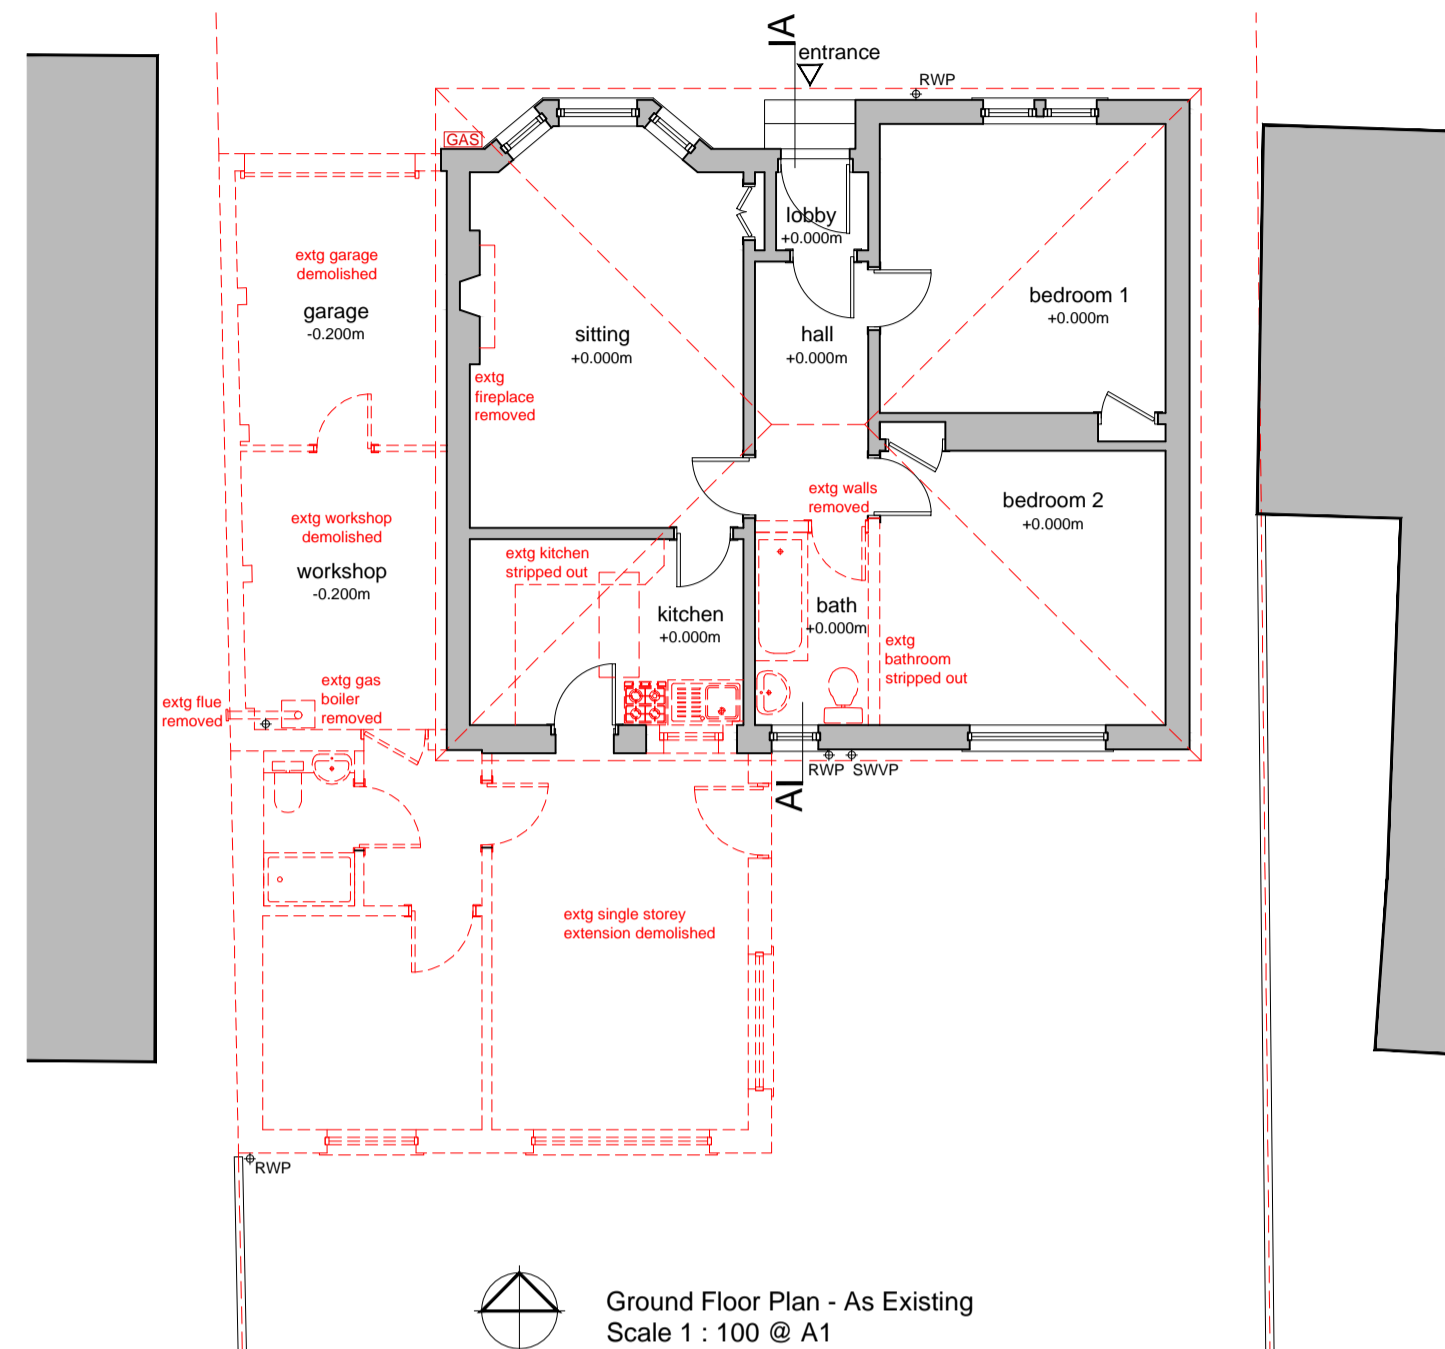 A
entrance
RWP
GAS
lobby
+0.000m
extg garage
demolished
garage
-0.200m
sitting
+0.000m
hall
+0.000m
bedroom 1
+0.000m
extg
fireplace
removed
extg walls
removed
bedroom 2
+0.000m
extg workshop
demolished
workshop
-0.200m
extg kitchen
stripped out
kitchen
+0.000m
bath
+0.000m
extg
bathroom
stripped out
extg flue
removed
extg gas
boiler
removed
RWP
SWVP
A
extg single storey
extension demolished
RWP
Ground Floor Plan - As Existing
Scale 1 : 100 @ A1